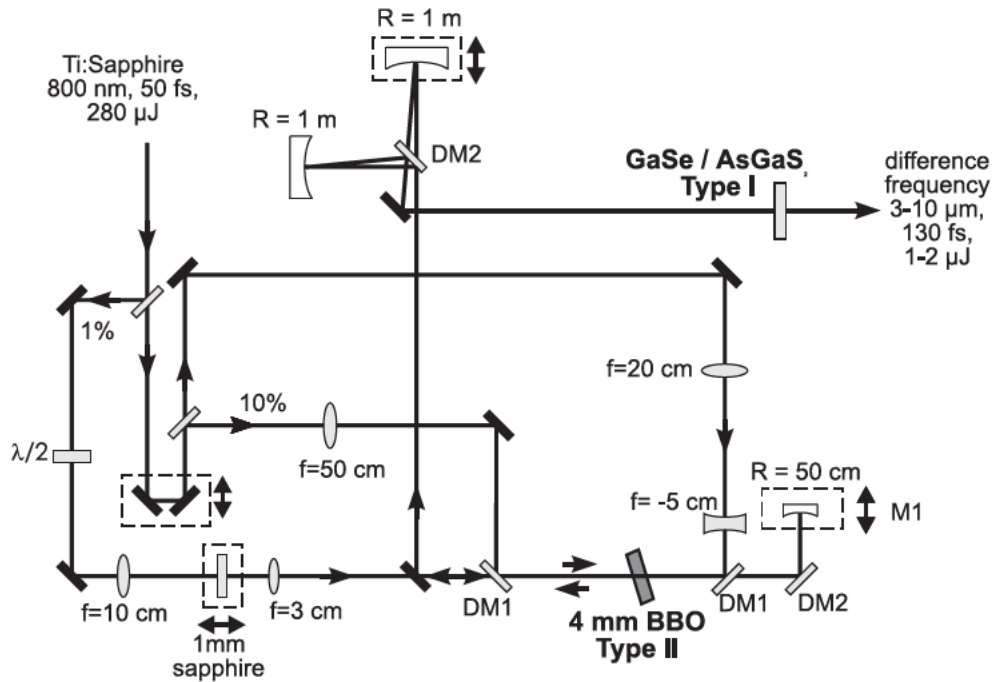 R = 1 m
Ti:Sapphire
800 nm, 50 fs,
280 µJ
R = 1 m
DM2
GaSe / AsGaS2
Type I
difference
frequency
3-10 µm,
130 fs,
1-2 µJ
1%
f=20 cm
10%
λ/2
f=50 cm
R = 50 cm
f= -5 cm
M1
DM1
DM1
DM2
f=10 cm
f=3 cm
4 mm BBO
Type II
1mm
sapphire